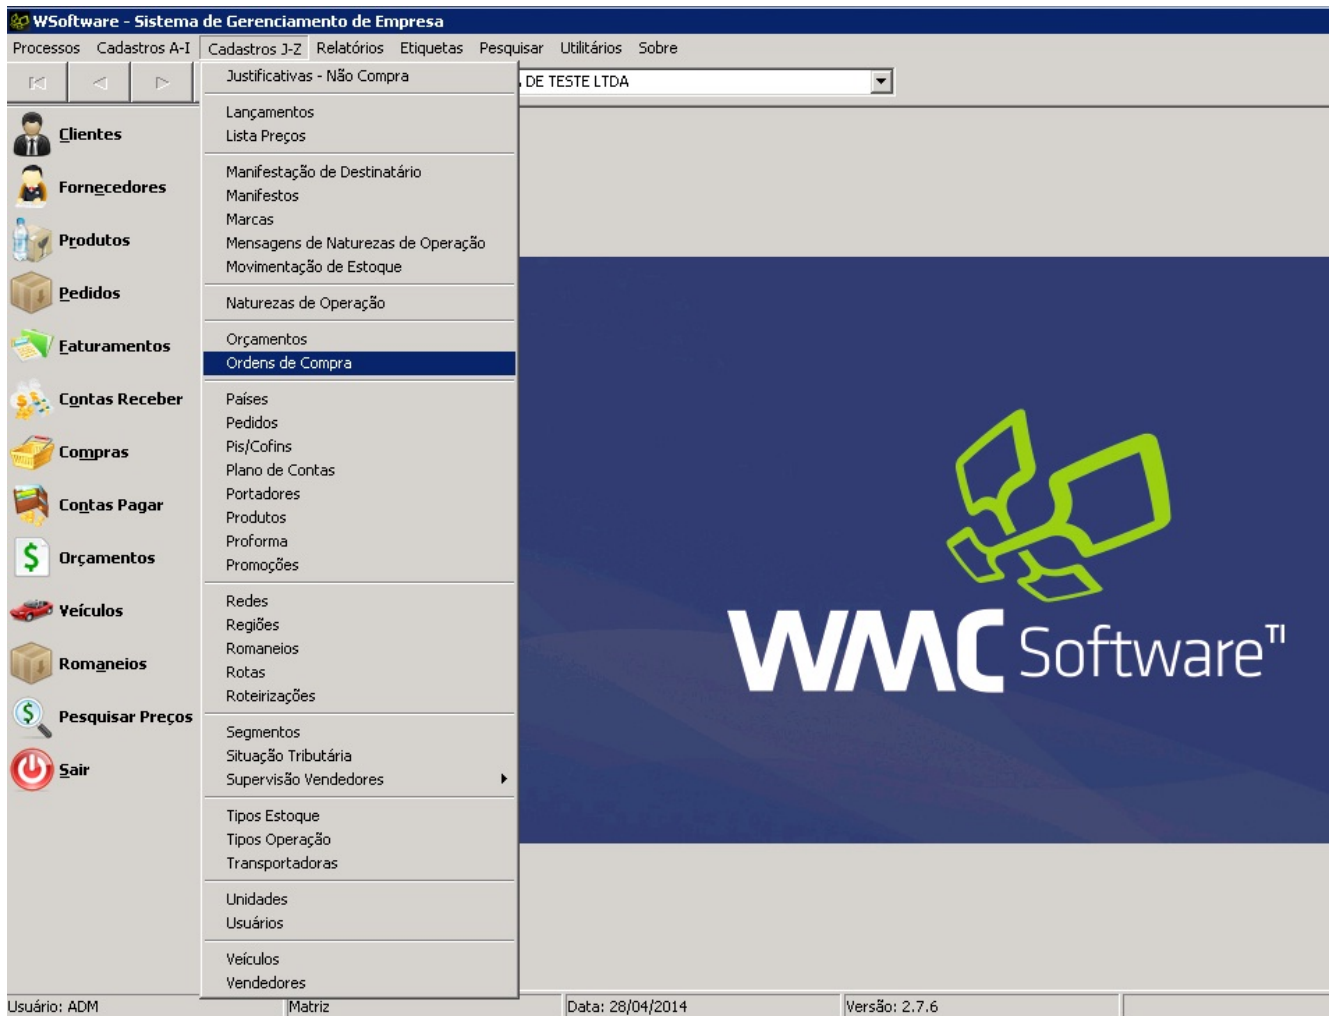 WSoftware - Sistema de Gerenciamento de Empresa
Processos Cadastros A-I Cadastros J-Z Relatórios Etiquetas Pesquisar Utilitários Sobre
DE TESTE LTDA
Clientes
Fornecedores
Produtos
Pedidos
Faturamentos
Contas Receber
Compras
Contas Pagar
Orçamentos
Veículos
Romaneios
Pesquisar Preços
Sair
Justificativas - Não Compra
Lançamentos
Lista Preços
Manifestação de Destinatário
Manifestos
Marcas
Mensagens de Naturezas de Operação
Movimentação de Estoque
Naturezas de Operação
Orçamentos
Ordens de Compra
Países
Pedidos
Pis/Cofins
Plano de Contas
Portadores
Produtos
Proforma
Promoções
Redes
Regiões
Romaneios
Rotas
Roteirizações
Segmentos
Situação Tributária
Supervisão Vendedores
Tipos Estoque
Tipos Operação
Transportadoras
Unidades
Usuários
Veículos
Vendedores
WMC Software TI
Usuário: ADM Matriz Data: 28/04/2014 Versão: 2.7.6